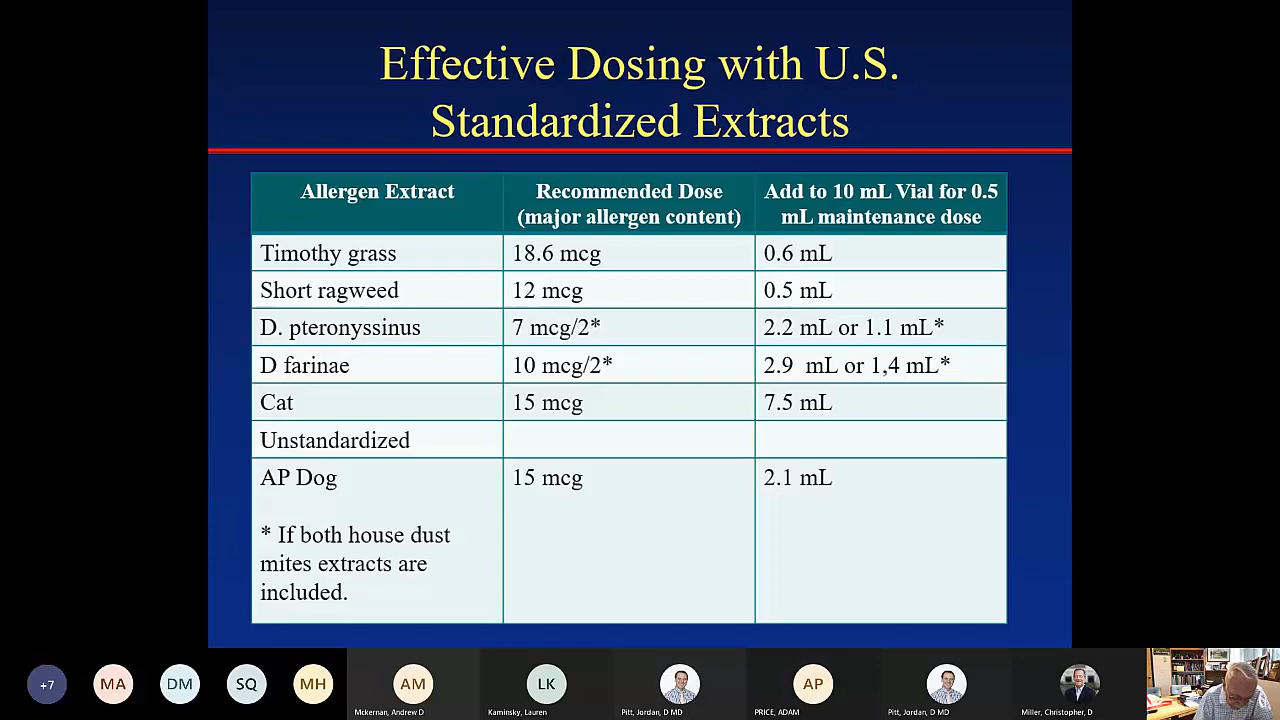 Effective Dosing with U.S.
Standardized Extracts
Allergen Extract
Recommended Dose
(major allergen content)
Add to 10 mL Vial for 0.5
mL maintenance dose
Timothy grass
18.6 mcg
0.6 mL
Short ragweed
12 mcg
0.5 mL
D. pteronyssinus
7 mcg/2*
2.2 mL or 1.1 mL*
D farinae
10 mcg/2*
2.9 mL or 1,4 mL*
Cat
15 mcg
7.5 mL
Unstandardized
AP Dog
15 mcg
2.1 mL
* If both house dust
mites extracts are
included.
+7
MA
DM
SQ
MH
AM
Mckernan, Andrew D
LK
Kaminsky, Lauren
Pitt, Jordan, D MD
AP
PRICE, ADAM
Pitt, Jordan, D MD
Miller, Christopher, D